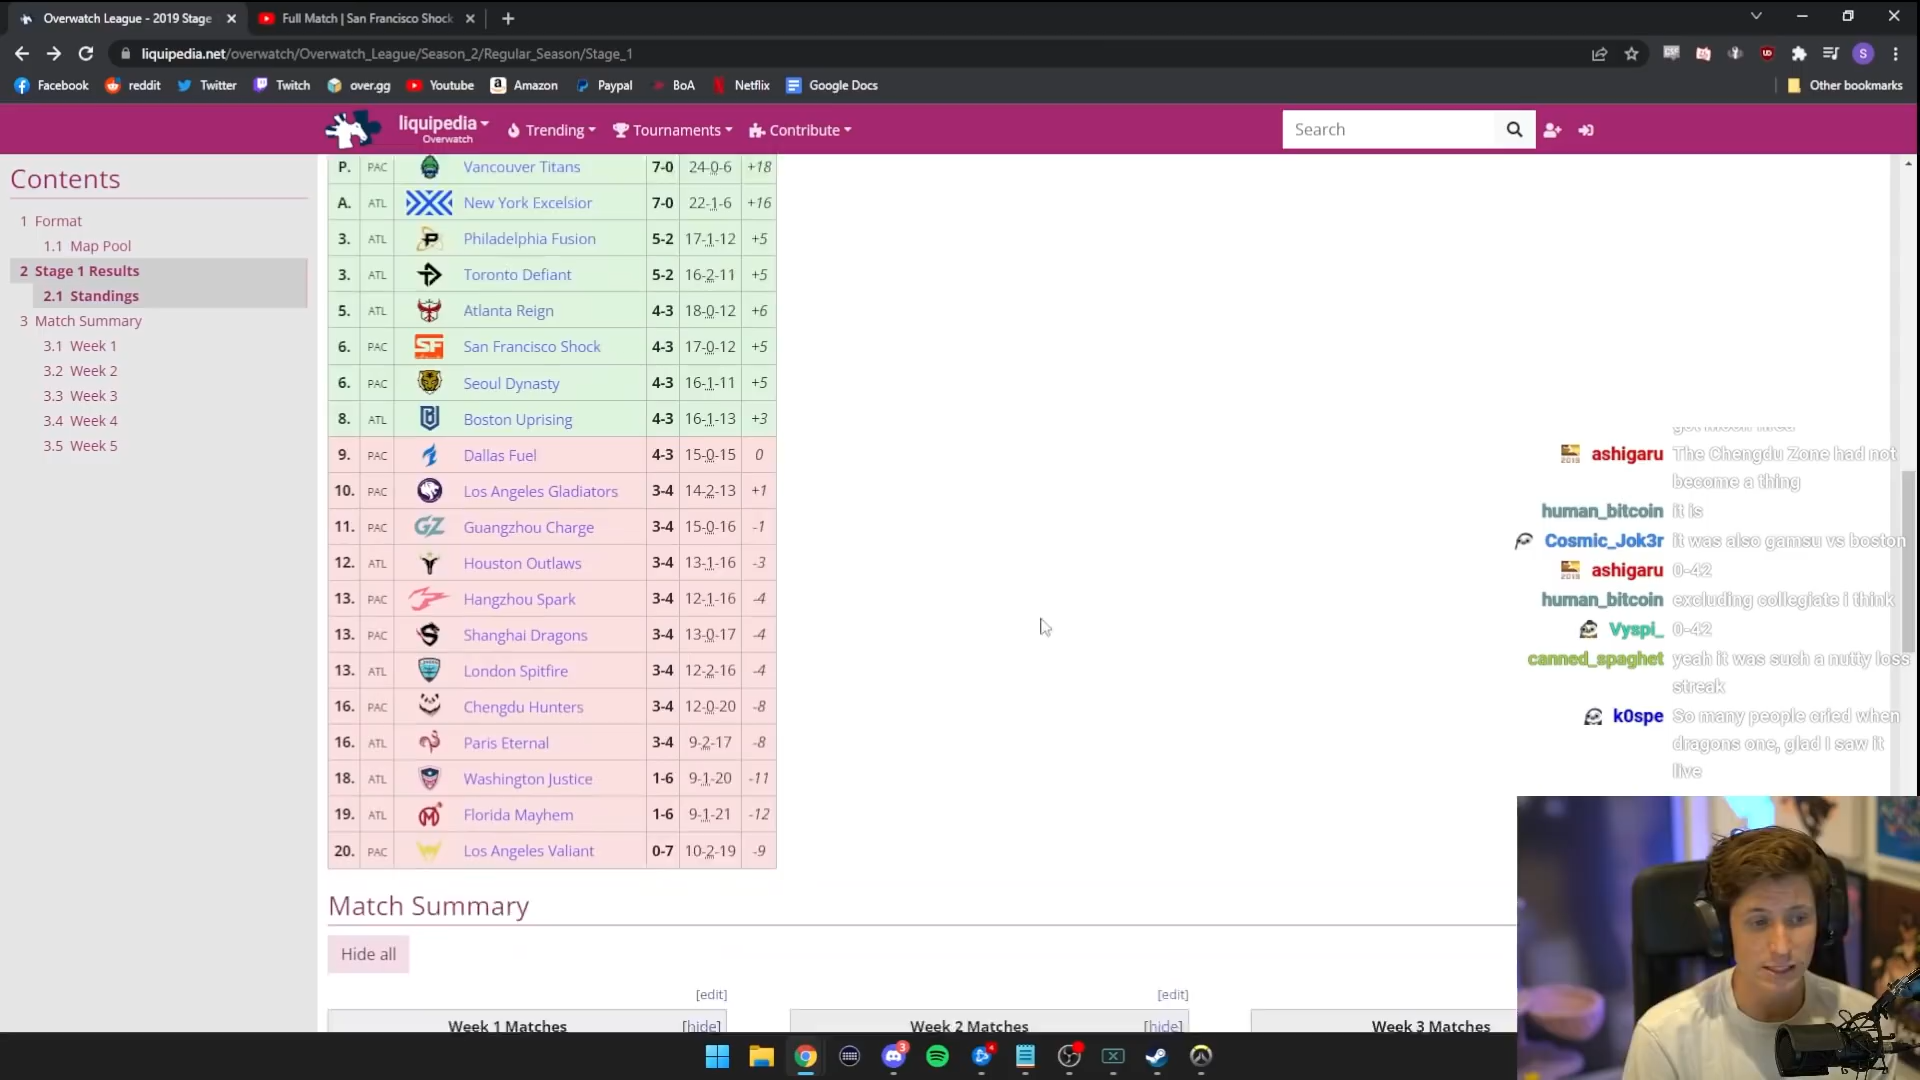 Overwatch League - 2019 Stage
Full Match | San Francisco Shock
liquipedia.net/overwatch/Overwatch_League/Season_2/Regular_Season/Stage_1
Facebook reddit Twitter Twitch over.gg Youtube Amazon Paypal BoA Netflix Google Docs Other bookmarks
liquipedia Overwatch Trending Tournaments Contribute Search
Contents
1 Format
1.1 Map Pool
2 Stage 1 Results
2.1 Standings
3 Match Summary
3.1 Week 1
3.2 Week 2
3.3 Week 3
3.4 Week 4
3.5 Week 5
P. PAC Vancouver Titans 7-0 24-0-6 +18
A. ATL New York Excelsior 7-0 22-1-6 +16
3. ATL Philadelphia Fusion 5-2 17-1-12 +5
3. ATL Toronto Defiant 5-2 16-2-11 +5
5. ATL Atlanta Reign 4-3 18-0-12 +6
6. PAC San Francisco Shock 4-3 17-0-12 +5
6. PAC Seoul Dynasty 4-3 16-1-11 +5
8. ATL Boston Uprising 4-3 16-1-13 +3
9. PAC Dallas Fuel 4-3 15-0-15 0
10. PAC Los Angeles Gladiators 3-4 14-2-13 +1
11. PAC Guangzhou Charge 3-4 15-0-16 -1
12. ATL Houston Outlaws 3-4 13-1-16 -3
13. PAC Hangzhou Spark 3-4 12-1-16 -4
13. PAC Shanghai Dragons 3-4 13-0-17 -4
13. ATL London Spitfire 3-4 12-2-16 -4
16. PAC Chengdu Hunters 3-4 12-0-20 -8
16. ATL Paris Eternal 3-4 9-2-17 -8
18. ATL Washington Justice 1-6 9-1-20 -11
19. ATL Florida Mayhem 1-6 9-1-21 -12
20. PAC Los Angeles Valiant 0-7 10-2-19 -9
Match Summary
Hide all
[edit] [edit]
Week 1 Matches [hide] Week 2 Matches [hide] Week 3 Matches
ashigaru The Chengdu Zone had not
become a thing
human_bitcoin it is
Cosmic_Jok3r it was also gamsu vs boston
ashigaru 0-42
human_bitcoin excluding collegiate i think
Vyspi_ 0-42
canned_spaghet yeah it was such a nutty loss
streak
k0spe So many people cried when
dragons one, glad I saw it
live